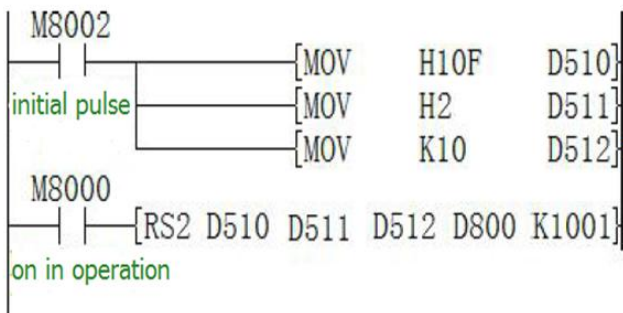 M8002
[MOV H10F D510]
initial pulse
[MOV H2 D511]
[MOV K10 D512]
M8000
[RS2 D510 D511 D512 D800 K1001]
on in operation